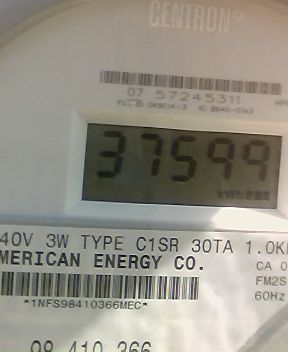 CENTRON
07 57245311
37599
kWh
40V 3W TYPE C1SR 30TA 1.0K
MERICAN ENERGY CO.
CA 0
FM2S
60Hz
*1NFS98410366MEC*
98 410 366